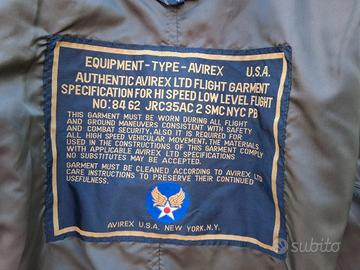 EQUIPMENT-TYPE-AVIREX U.S.A.
AUTHENTIC AVIREX LTD FLIGHT GARMENT
SPECIFICATION FOR HI SPEED LOW LEVEL FLIGHT
NO: 84 62 JRC35AC 2 SMC NYC PB
THIS GARMENT MUST BE WORN DURING ALL FLIGHT
AND GROUND MANEUVERS CONSISTENT WITH SAFETY
AND COMBAT SECURITY. ALSO IT IS REQUIRED FOR
ALL HIGH SPEED VEHICULAR MOVEMENT. THE MATERIALS
USED IN THE CONSTRUCTIONS OF THIS GARMENT COMPLY
WITH APPLICABLE AVIREX LTD SPECIFICATIONS
NO SUBSTITUTES MAY BE ACCEPTED.
GARMENT MUST BE CLEANED ACCORDING TO AVIREX LTD
CARE INSTRUCTIONS TO PRESERVE THEIR CONTINUED
USEFULNESS.
AVIREX U.S.A. NEW YORK, N.Y.
subito